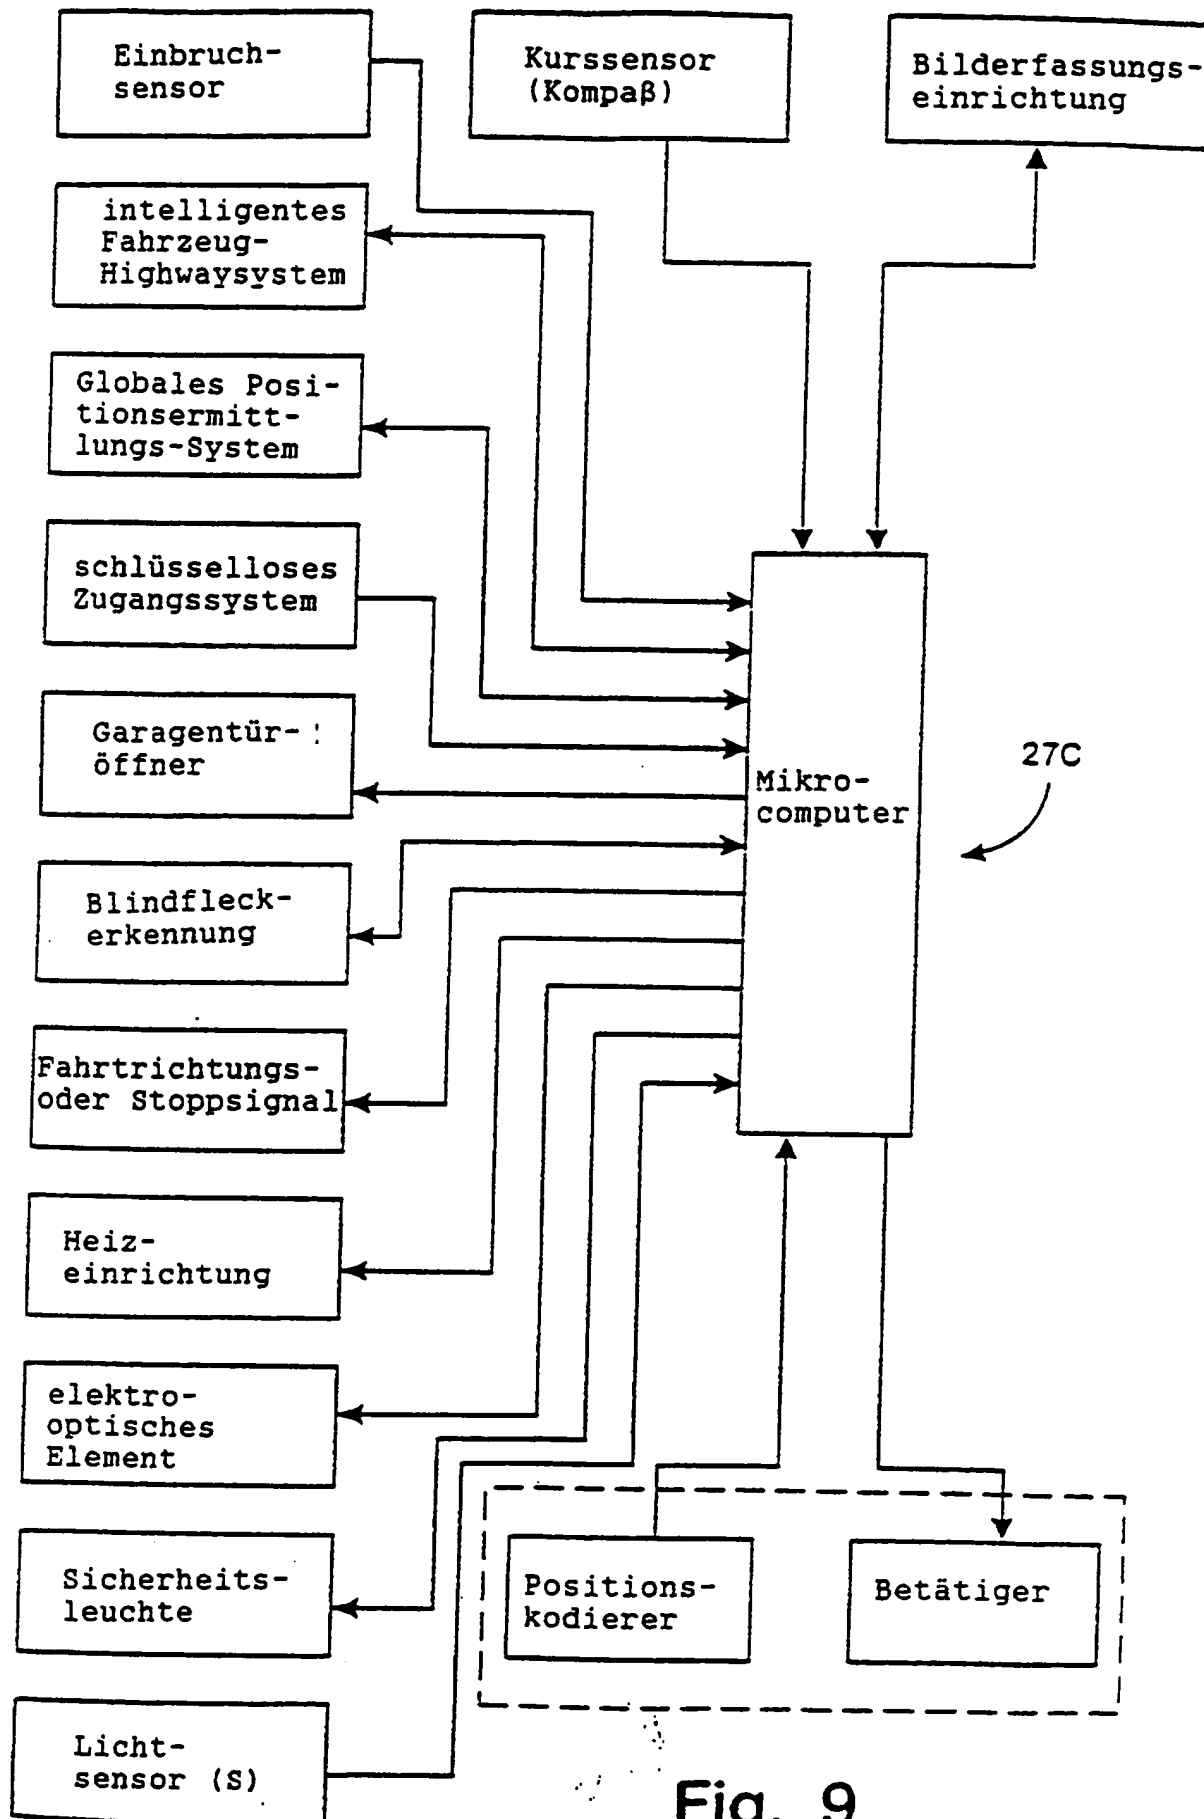 Einbruch-
sensor
Kurssensor
(Kompaß)
Bilderfassungs-
einrichtung
intelligentes
Fahrzeug-
Highwaysystem
Globales Posi-
tionsermitt-
lungs-System
schlüsselloses
Zugangssystem
Garagentür-
öffner
Mikro-
computer
27C
Blindfleck-
erkennung
Fahrtrichtungs-
oder Stoppsignal
Heiz-
einrichtung
elektro-
optisches
Element
Sicherheits-
leuchte
Positions-
kodierer
Betätiger
Licht-
sensor (S)
Fig. 9